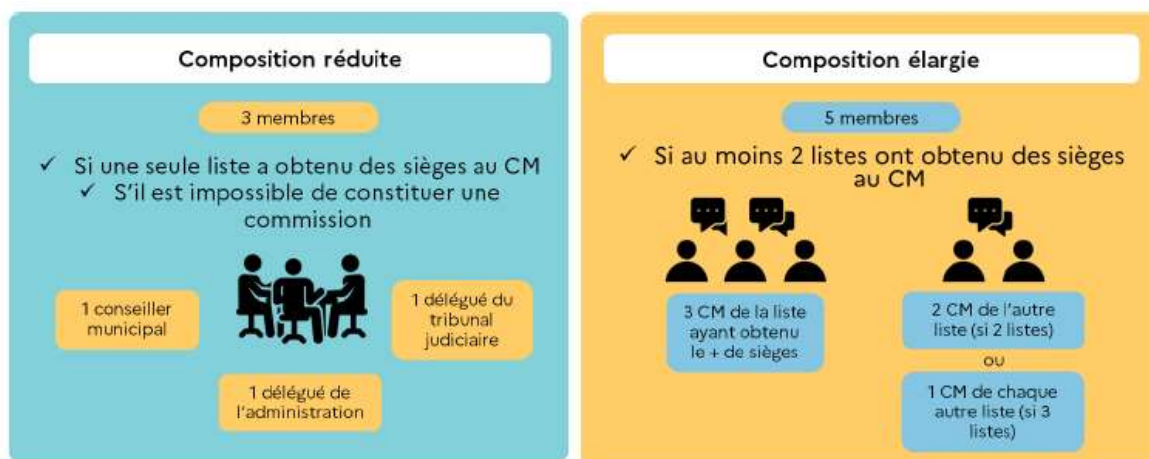 Composition réduite
3 membres
✓ Si une seule liste a obtenu des sièges au CM
✓ S'il est impossible de constituer une
commission
1 conseiller
municipal
1 délégué du
tribunal
judiciaire
1 délégué de
l'administration
Composition élargie
5 membres
✓ Si au moins 2 listes ont obtenu des sièges
au CM
3 CM de la liste
ayant obtenu
le + de sièges
2 CM de l'autre
liste (si 2 listes)
ou
1 CM de chaque
autre liste (si 3
listes)